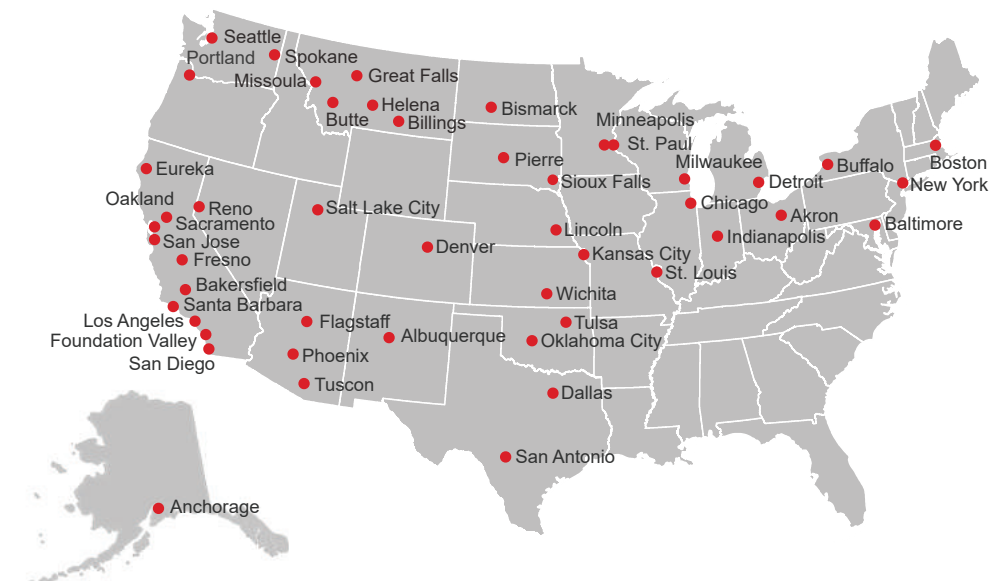 Seattle
Portland
Spokane
Missoula
Great Falls
Helena
Butte
Billings
Bismarck
Minneapolis
St. Paul
Pierre
Sioux Falls
Milwaukee
Detroit
Buffalo
Boston
New York
Eureka
Oakland
Reno
Sacramento
San Jose
Fresno
Salt Lake City
Denver
Lincoln
Kansas City
Chicago
Akron
Indianapolis
Baltimore
St. Louis
Bakersfield
Santa Barbara
Los Angeles
Foundation Valley
San Diego
Flagstaff
Phoenix
Tuscon
Albuquerque
Wichita
Tulsa
Oklahoma City
Dallas
San Antonio
Anchorage